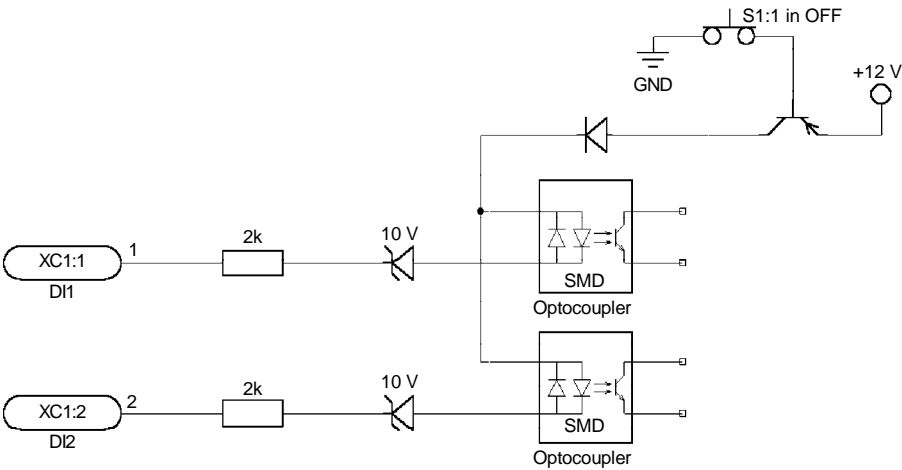 S1:1 in OFF
GND
+12 V
XC1:1
1
DI1
2k
10 V
SMD
Optocoupler
XC1:2
2
DI2
2k
10 V
SMD
Optocoupler